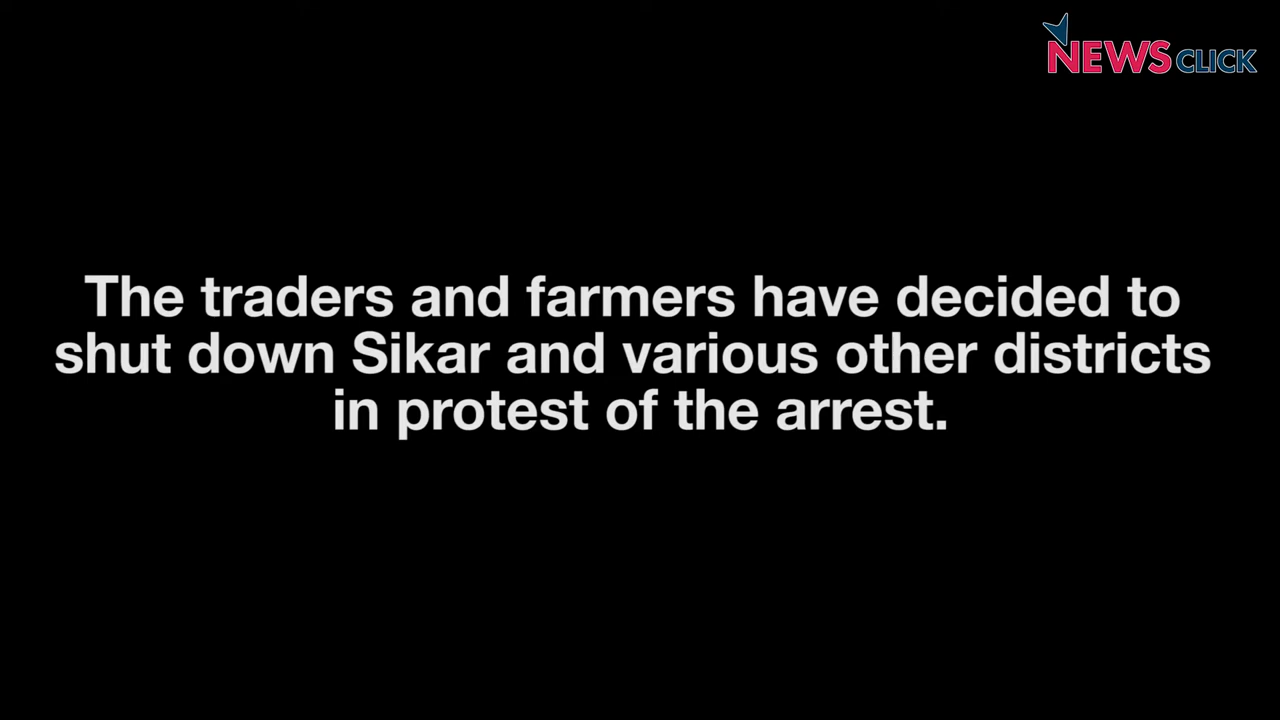 NEWSCLICK
The traders and farmers have decided to
shut down Sikar and various other districts
in protest of the arrest.